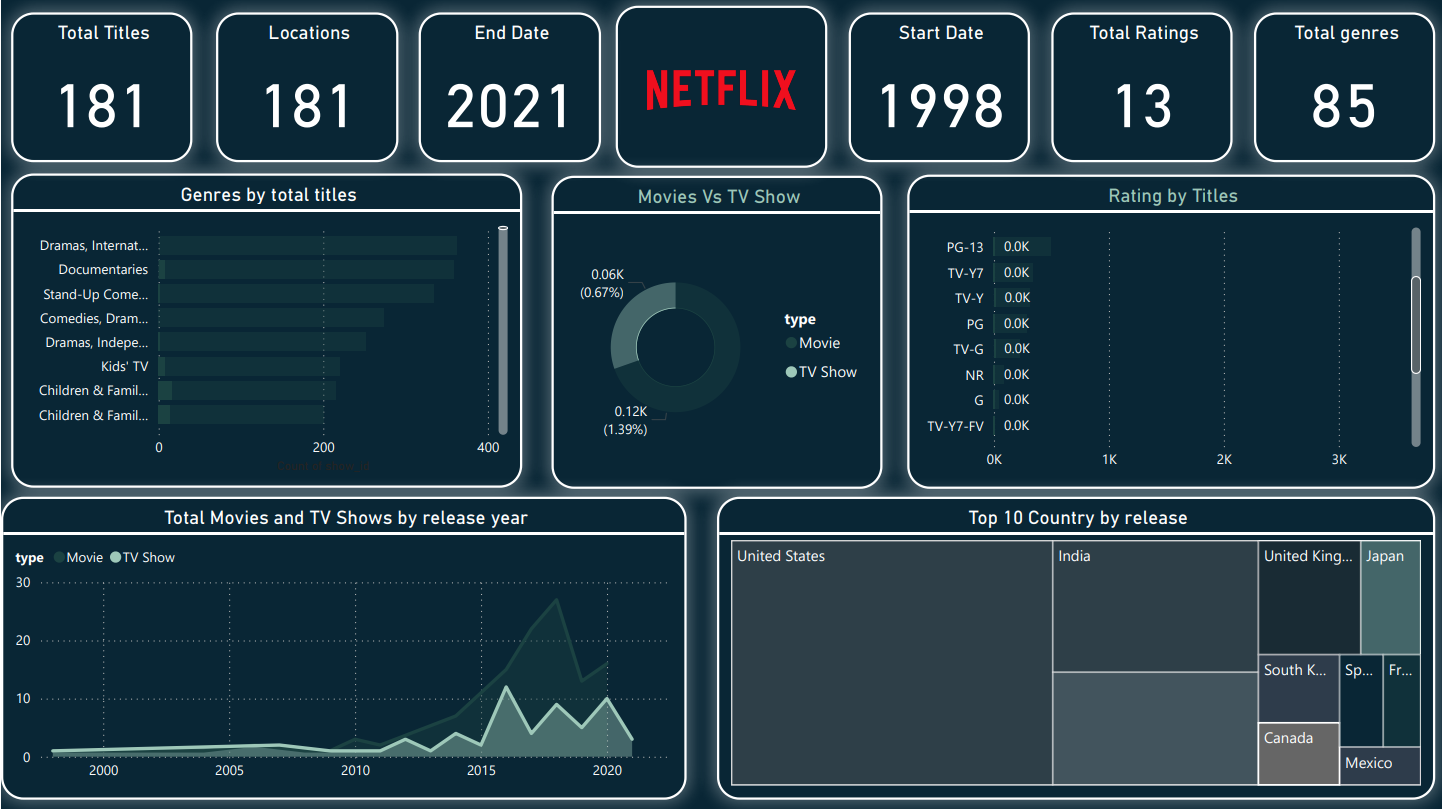 Total Titles
181
Locations
181
End Date
2021
NETFLIX
Start Date
1998
Total Ratings
13
Total genres
85
Genres by total titles
Dramas, Internat...
Documentaries
Stand-Up Come...
Comedies, Dram...
Dramas, Indepe...
Kids' TV
Children & Famil...
Children & Famil...
0
200
400
Movies Vs TV Show
0.06K
(0.67%)
0.12K
(1.39%)
type
Movie
TV Show
Rating by Titles
PG-13 0.0K
TV-Y7 0.0K
TV-Y 0.0K
PG 0.0K
TV-G 0.0K
NR 0.0K
G 0.0K
TV-Y7-FV 0.0K
0K
1K
2K
3K
Total Movies and TV Shows by release year
type Movie TV Show
30
20
10
0
2000
2005
2010
2015
2020
Top 10 Country by release
United States
India
United King...
Japan
South K...
Sp...
Fr...
Canada
Mexico